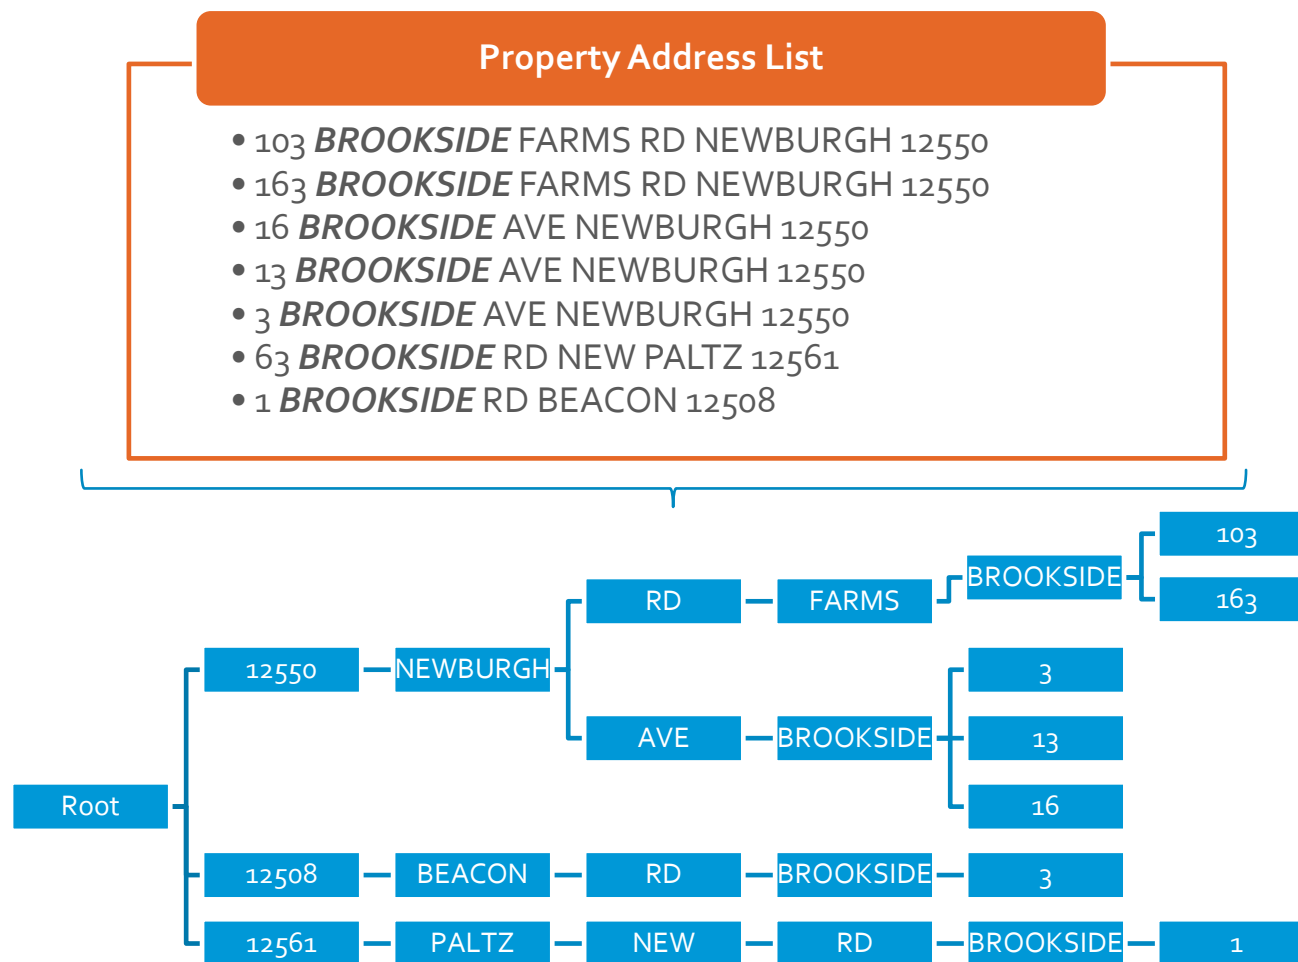 Property Address List
• 103 BROOKSIDE FARMS RD NEWBURGH 12550
• 163 BROOKSIDE FARMS RD NEWBURGH 12550
• 16 BROOKSIDE AVE NEWBURGH 12550
• 13 BROOKSIDE AVE NEWBURGH 12550
• 3 BROOKSIDE AVE NEWBURGH 12550
• 63 BROOKSIDE RD NEW PALTZ 12561
• 1 BROOKSIDE RD BEACON 12508
103
BROOKSIDE
RD
FARMS
163
12550
NEWBURGH
3
AVE
BROOKSIDE
13
Root
16
12508
BEACON
RD
BROOKSIDE
3
12561
PALTZ
NEW
RD
BROOKSIDE
1